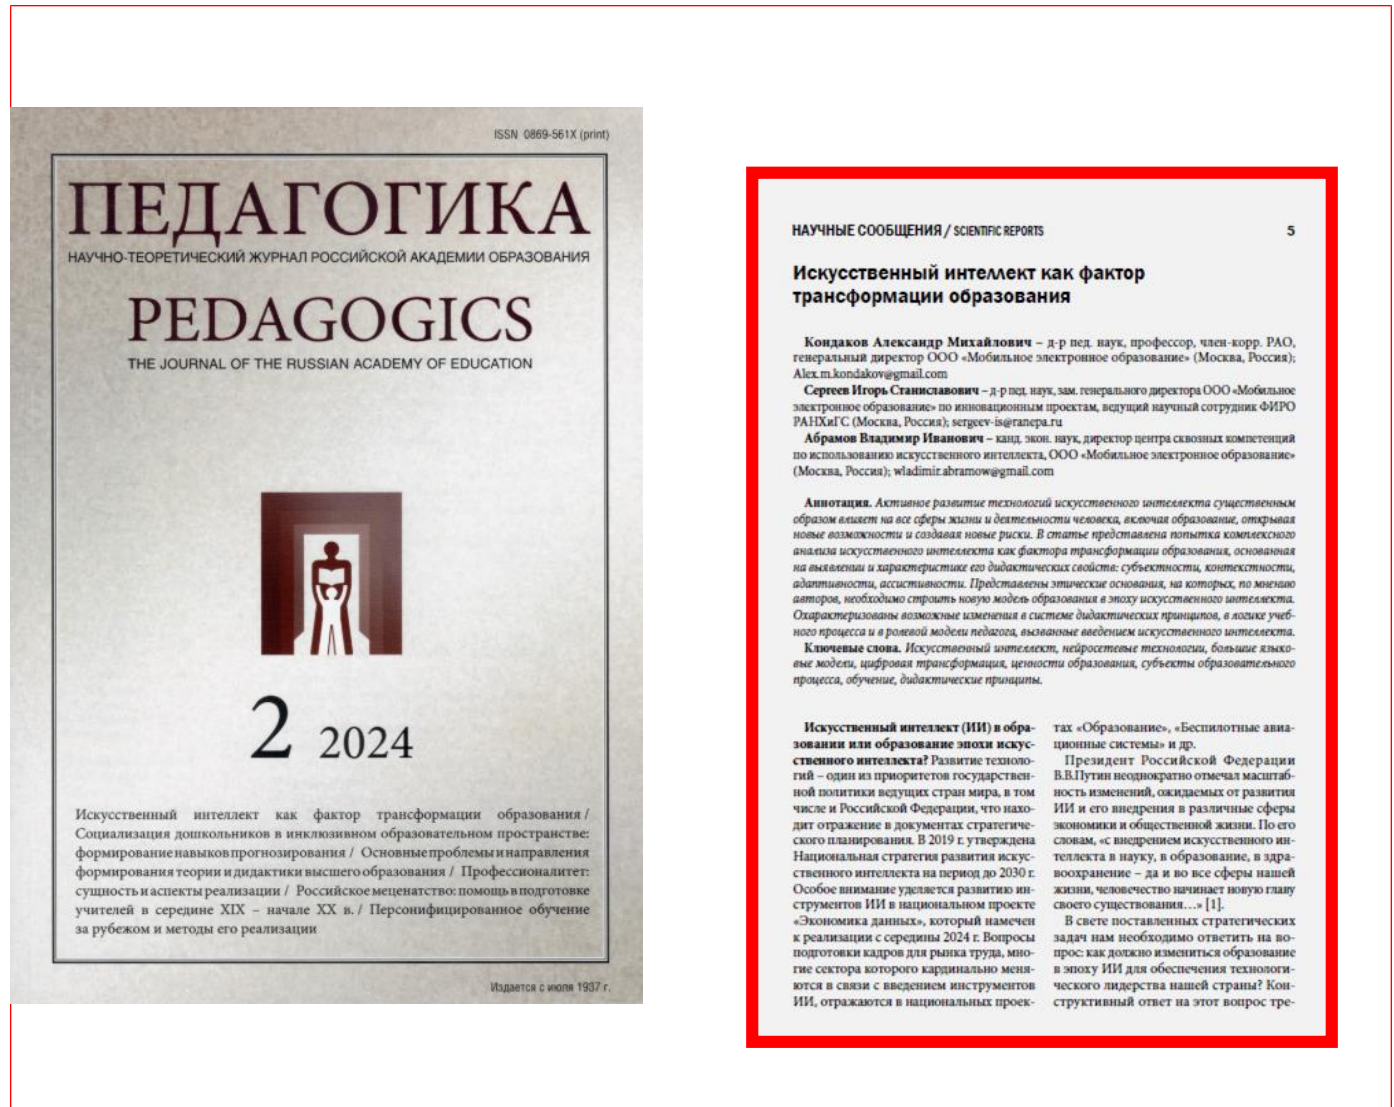 ISSN 0869-561X (print)
ПЕДАГОГИКА
НАУЧНО-ТЕОРЕТИЧЕСКИЙ ЖУРНАЛ РОССИЙСКОЙ АКАДЕМИИ ОБРАЗОВАНИЯ
PEDAGOGICS
THE JOURNAL OF THE RUSSIAN ACADEMY OF EDUCATION
2 2024
Искусственный интеллект как фактор трансформации образования /
Социализация дошкольников в инклюзивном образовательном пространстве:
формирование навыков прогнозирования / Основные проблемы и направления
формирования теории и дидактики высшего образования / Профессионалитет:
сущность и аспекты реализации / Российское меценатство: помощь в подготовке
учителей в середине XIX – начале XX в. / Персонифицированное обучение
за рубежом и методы его реализации
Издается с июля 1937 г.
НАУЧНЫЕ СООБЩЕНИЯ / SCIENTIFIC REPORTS 5
Искусственный интеллект как фактор
трансформации образования
Кондаков Александр Михайлович – д-р пед. наук, профессор, член-корр. РАО,
генеральный директор ООО «Мобильное электронное образование» (Москва, Россия);
Alex.m.kondakov@gmail.com
Сергеев Игорь Станиславович – д-р пед. наук, зам. генерального директора ООО «Мобильное
электронное образование» по инновационным проектам, ведущий научный сотрудник ФИРО
РАНХиГС (Москва, Россия); sergeev-is@ranepa.ru
Абрамов Владимир Иванович – канд. экон. наук, директор центра сквозных компетенций
по использованию искусственного интеллекта, ООО «Мобильное электронное образование»
(Москва, Россия); wladimir.abramow@gmail.com
Аннотация. Активное развитие технологий искусственного интеллекта существенным
образом влияет на все сферы жизни и деятельности человека, включая образование, открывая
новые возможности и создавая новые риски. В статье представлена попытка комплексного
анализа искусственного интеллекта как фактора трансформации образования, основанная
на выявлении и характеристике его дидактических свойств: субъектности, контекстности,
адаптивности, ассистивности. Представлены этические основания, на которых, по мнению
авторов, необходимо строить новую модель образования в эпоху искусственного интеллекта.
Охарактеризованы возможные изменения в системе дидактических принципов, в логике учеб-
ного процесса и в ролевой модели педагога, вызванные введением искусственного интеллекта.
Ключевые слова. Искусственный интеллект, нейросетевые технологии, большие языко-
вые модели, цифровая трансформация, ценности образования, субъекты образовательного
процесса, обучение, дидактические принципы.
Искусственный интеллект (ИИ) в обра-
зовании или образование эпохи искус-
ственного интеллекта? Развитие техноло-
гий – один из приоритетов государствен-
ной политики ведущих стран мира, в том
числе и Российской Федерации, что нахо-
дит отражение в документах стратегиче-
ского планирования. В 2019 г. утверждена
Национальная стратегия развития искус-
ственного интеллекта на период до 2030 г.
Особое внимание уделяется развитию ин-
струментов ИИ в национальном проекте
«Экономика данных», который намечен
к реализации с середины 2024 г. Вопросы
подготовки кадров для рынка труда, мно-
гие сектора которого кардинально меня-
ются в связи с введением инструментов
ИИ, отражаются в национальных проек-
тах «Образование», «Беспилотные авиа-
ционные системы» и др.
Президент Российской Федерации
В.В.Путин неоднократно отмечал масштаб-
ность изменений, ожидаемых от развития
ИИ и его внедрения в различные сферы
экономики и общественной жизни. По его
словам, «с внедрением искусственного ин-
теллекта в науку, в образование, в здра-
воохранение – да и во все сферы нашей
жизни, человечество начинает новую главу
своего существования…» [1].
В свете поставленных стратегических
задач нам необходимо ответить на во-
прос: как должно измениться образование
в эпоху ИИ для обеспечения технологи-
ческого лидерства нашей страны? Кон-
структивный ответ на этот вопрос тре-